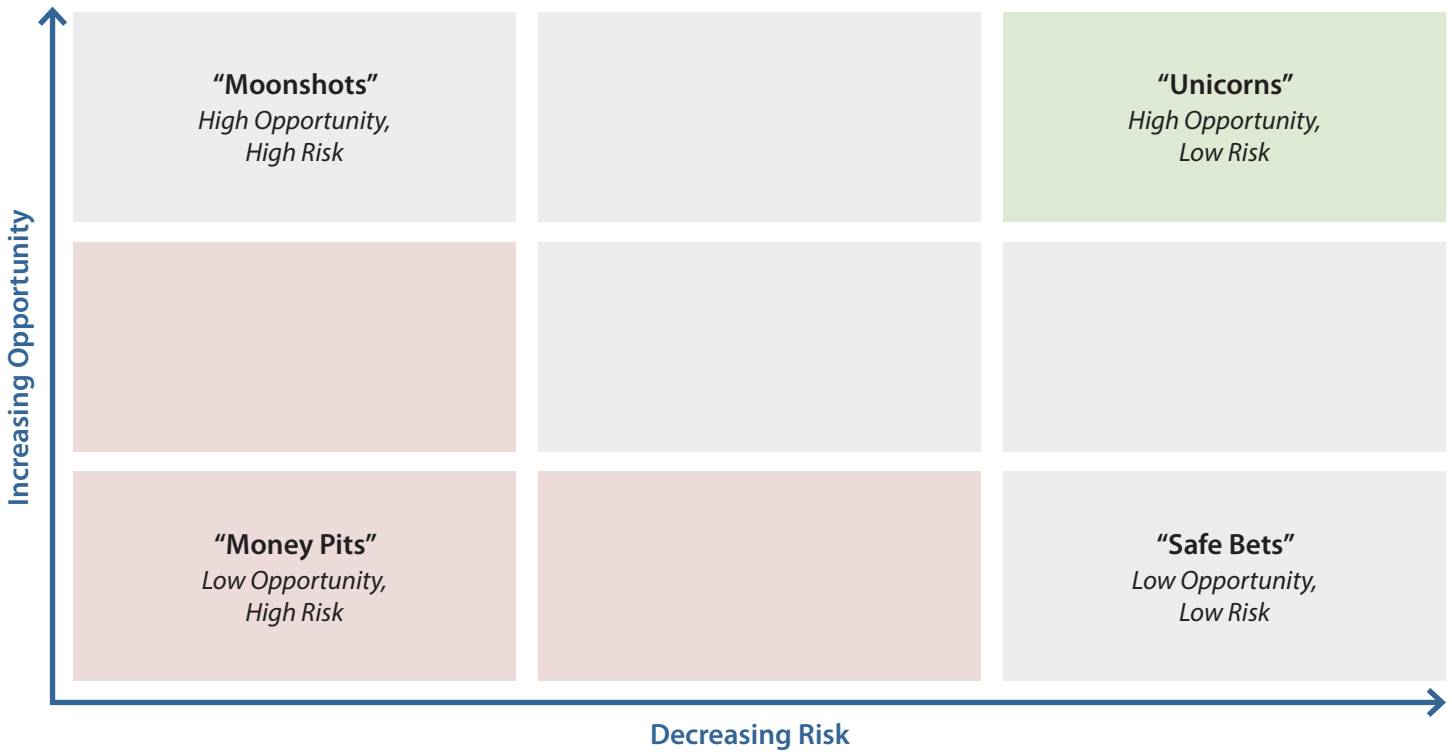 “Moonshots”
High Opportunity,
High Risk
“Unicorns”
High Opportunity,
Low Risk
Increasing Opportunity
“Money Pits”
Low Opportunity,
High Risk
“Safe Bets”
Low Opportunity,
Low Risk
Decreasing Risk